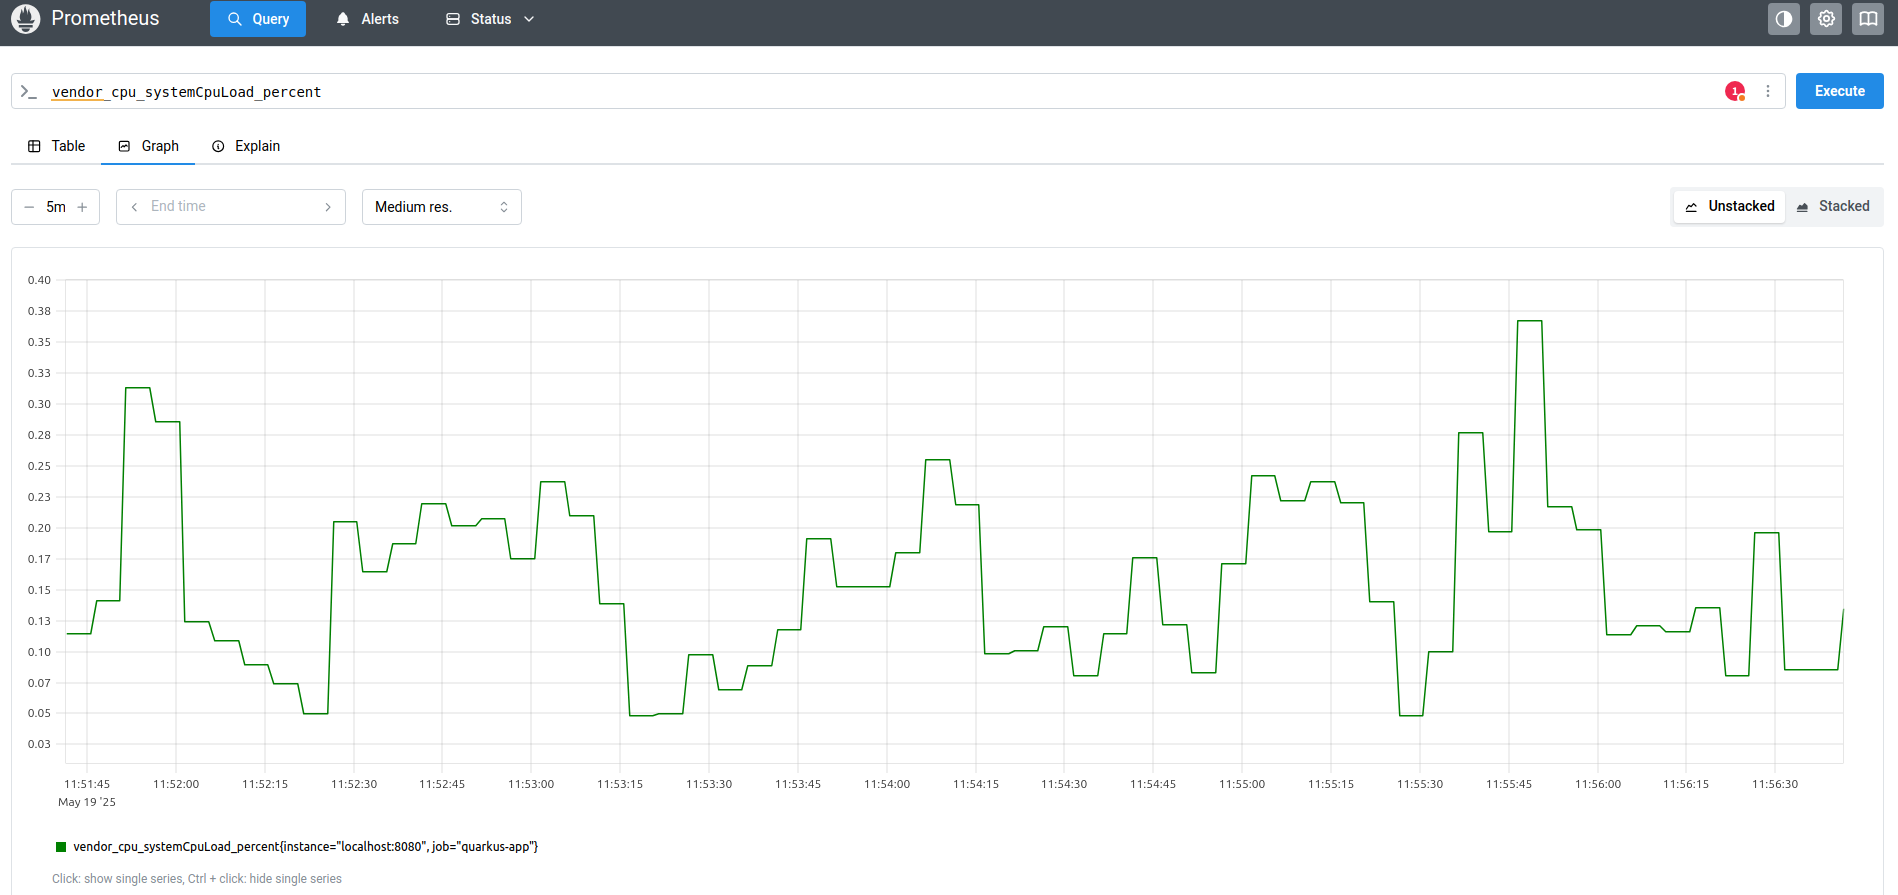 Prometheus Query Alerts Status
vendor_cpu_systemCpuLoad_percent 1 Execute
Table Graph Explain
5m End time Medium res. Unstacked Stacked
0.40
0.38
0.35
0.33
0.30
0.28
0.25
0.23
0.20
0.17
0.15
0.13
0.10
0.07
0.05
0.03
11:51:45 11:52:00 11:52:15 11:52:30 11:52:45 11:53:00 11:53:15 11:53:30 11:53:45 11:54:00 11:54:15 11:54:30 11:54:45 11:55:00 11:55:15 11:55:30 11:55:45 11:56:00 11:56:15 11:56:30
May 19 '25
vendor_cpu_systemCpuLoad_percent{instance="localhost:8080", job="quarkus-app"}
Click: show single series, Ctrl + click: hide single series